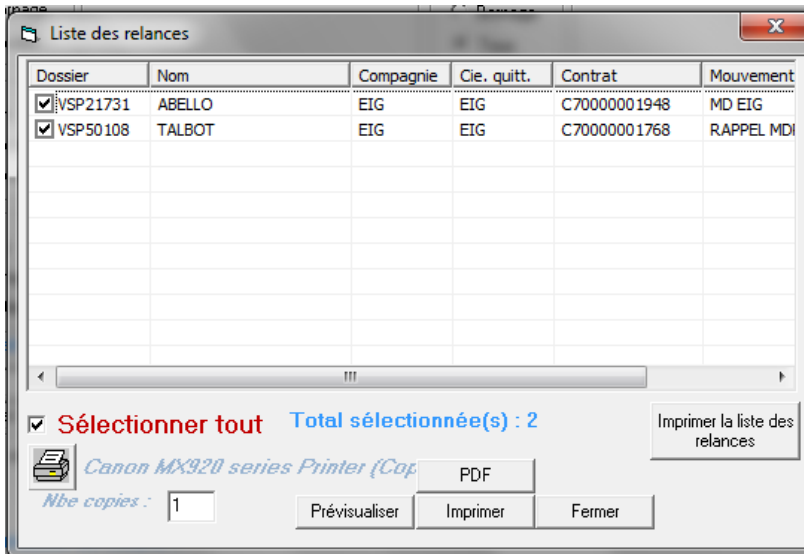 Liste des relances
Dossier Nom Compagnie Cie. quitt. Contrat Mouvement
VSP21731 ABELLO EIG EIG C70000001948 MD EIG
VSP50108 TALBOT EIG EIG C70000001768 RAPPEL MD
Sélectionner tout Total sélectionnée(s) : 2
Imprimer la liste des
relances
Canon MX920 series Printer (Cop
PDF
Nbe copies : 1
Prévisualiser Imprimer Fermer